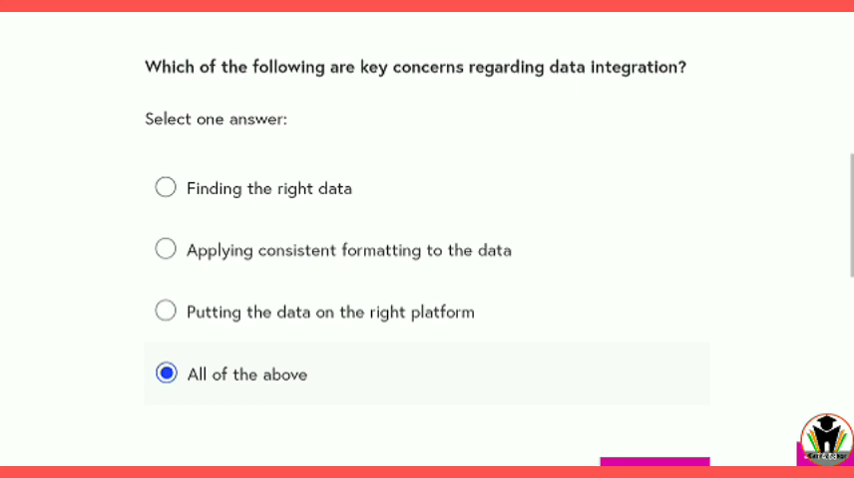 Which of the following are key concerns regarding data integration?
Select one answer:
Finding the right data
Applying consistent formatting to the data
Putting the data on the right platform
All of the above